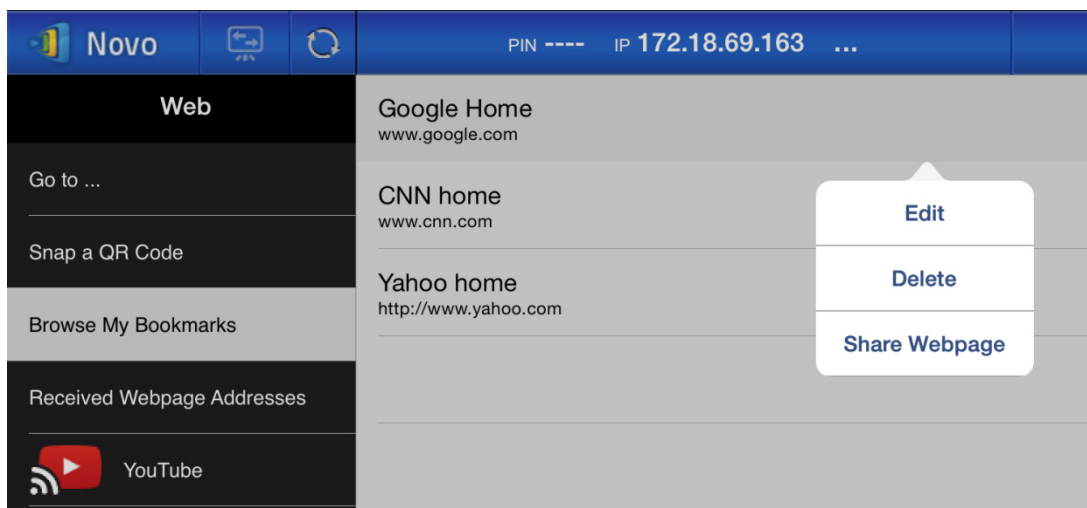 Novo
PIN ---- IP 172.18.69.163 ...
Web
Go to ...
Snap a QR Code
Browse My Bookmarks
Received Webpage Addresses
YouTube
Google Home
www.google.com
CNN home
www.cnn.com
Yahoo home
http://www.yahoo.com
Edit
Delete
Share Webpage